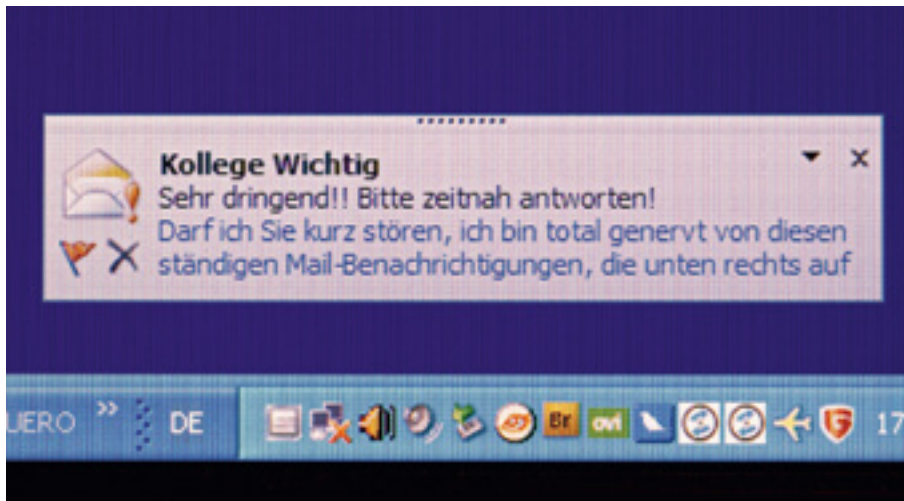 Kollege Wichtig
Sehr dringend!! Bitte zeitnah antworten!
Darf ich Sie kurz stören, ich bin total genervt von diesen
ständigen Mail-Benachrichtigungen, die unten rechts auf
UERO » DE Br ovi G 17